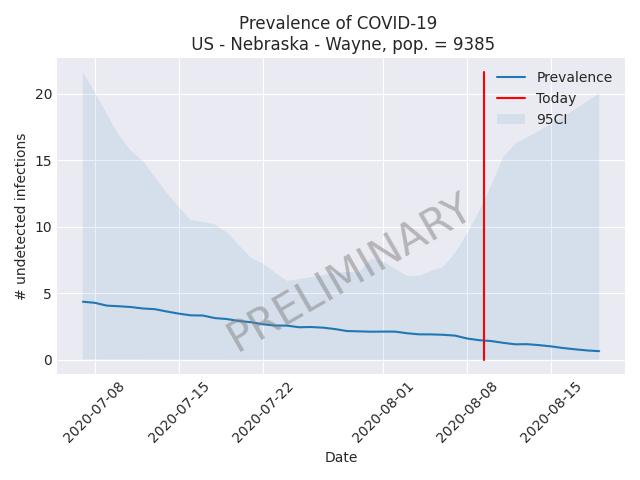 Prevalence of COVID-19
US - Nebraska - Wayne, pop. = 9385
# undetected infections
20
15
10
5
0
Prevalence
Today
95CI
PRELIMINARY
2020-07-08
2020-07-15
2020-07-22
2020-08-01
2020-08-08
2020-08-15
Date